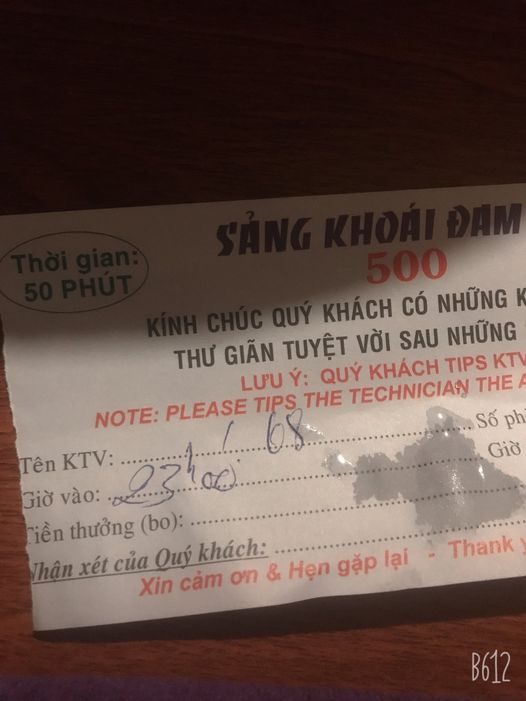 SẢNG KHOÁI ĐAM
Thời gian:
50 PHÚT
500
KÍNH CHÚC QUÝ KHÁCH CÓ NHỮNG K
THƯ GIÃN TUYỆT VỜI SAU NHỮNG
LƯU Ý: QUÝ KHÁCH TIPS KTV
NOTE: PLEASE TIPS THE TECHNICIAN THE A
Tên KTV: 68 Số ph
Giờ vào: 23h00 Giờ
Tiền thưởng (bo):
Nhận xét của Quý khách:
Xin cảm ơn & Hẹn gặp lại - Thank y
B612